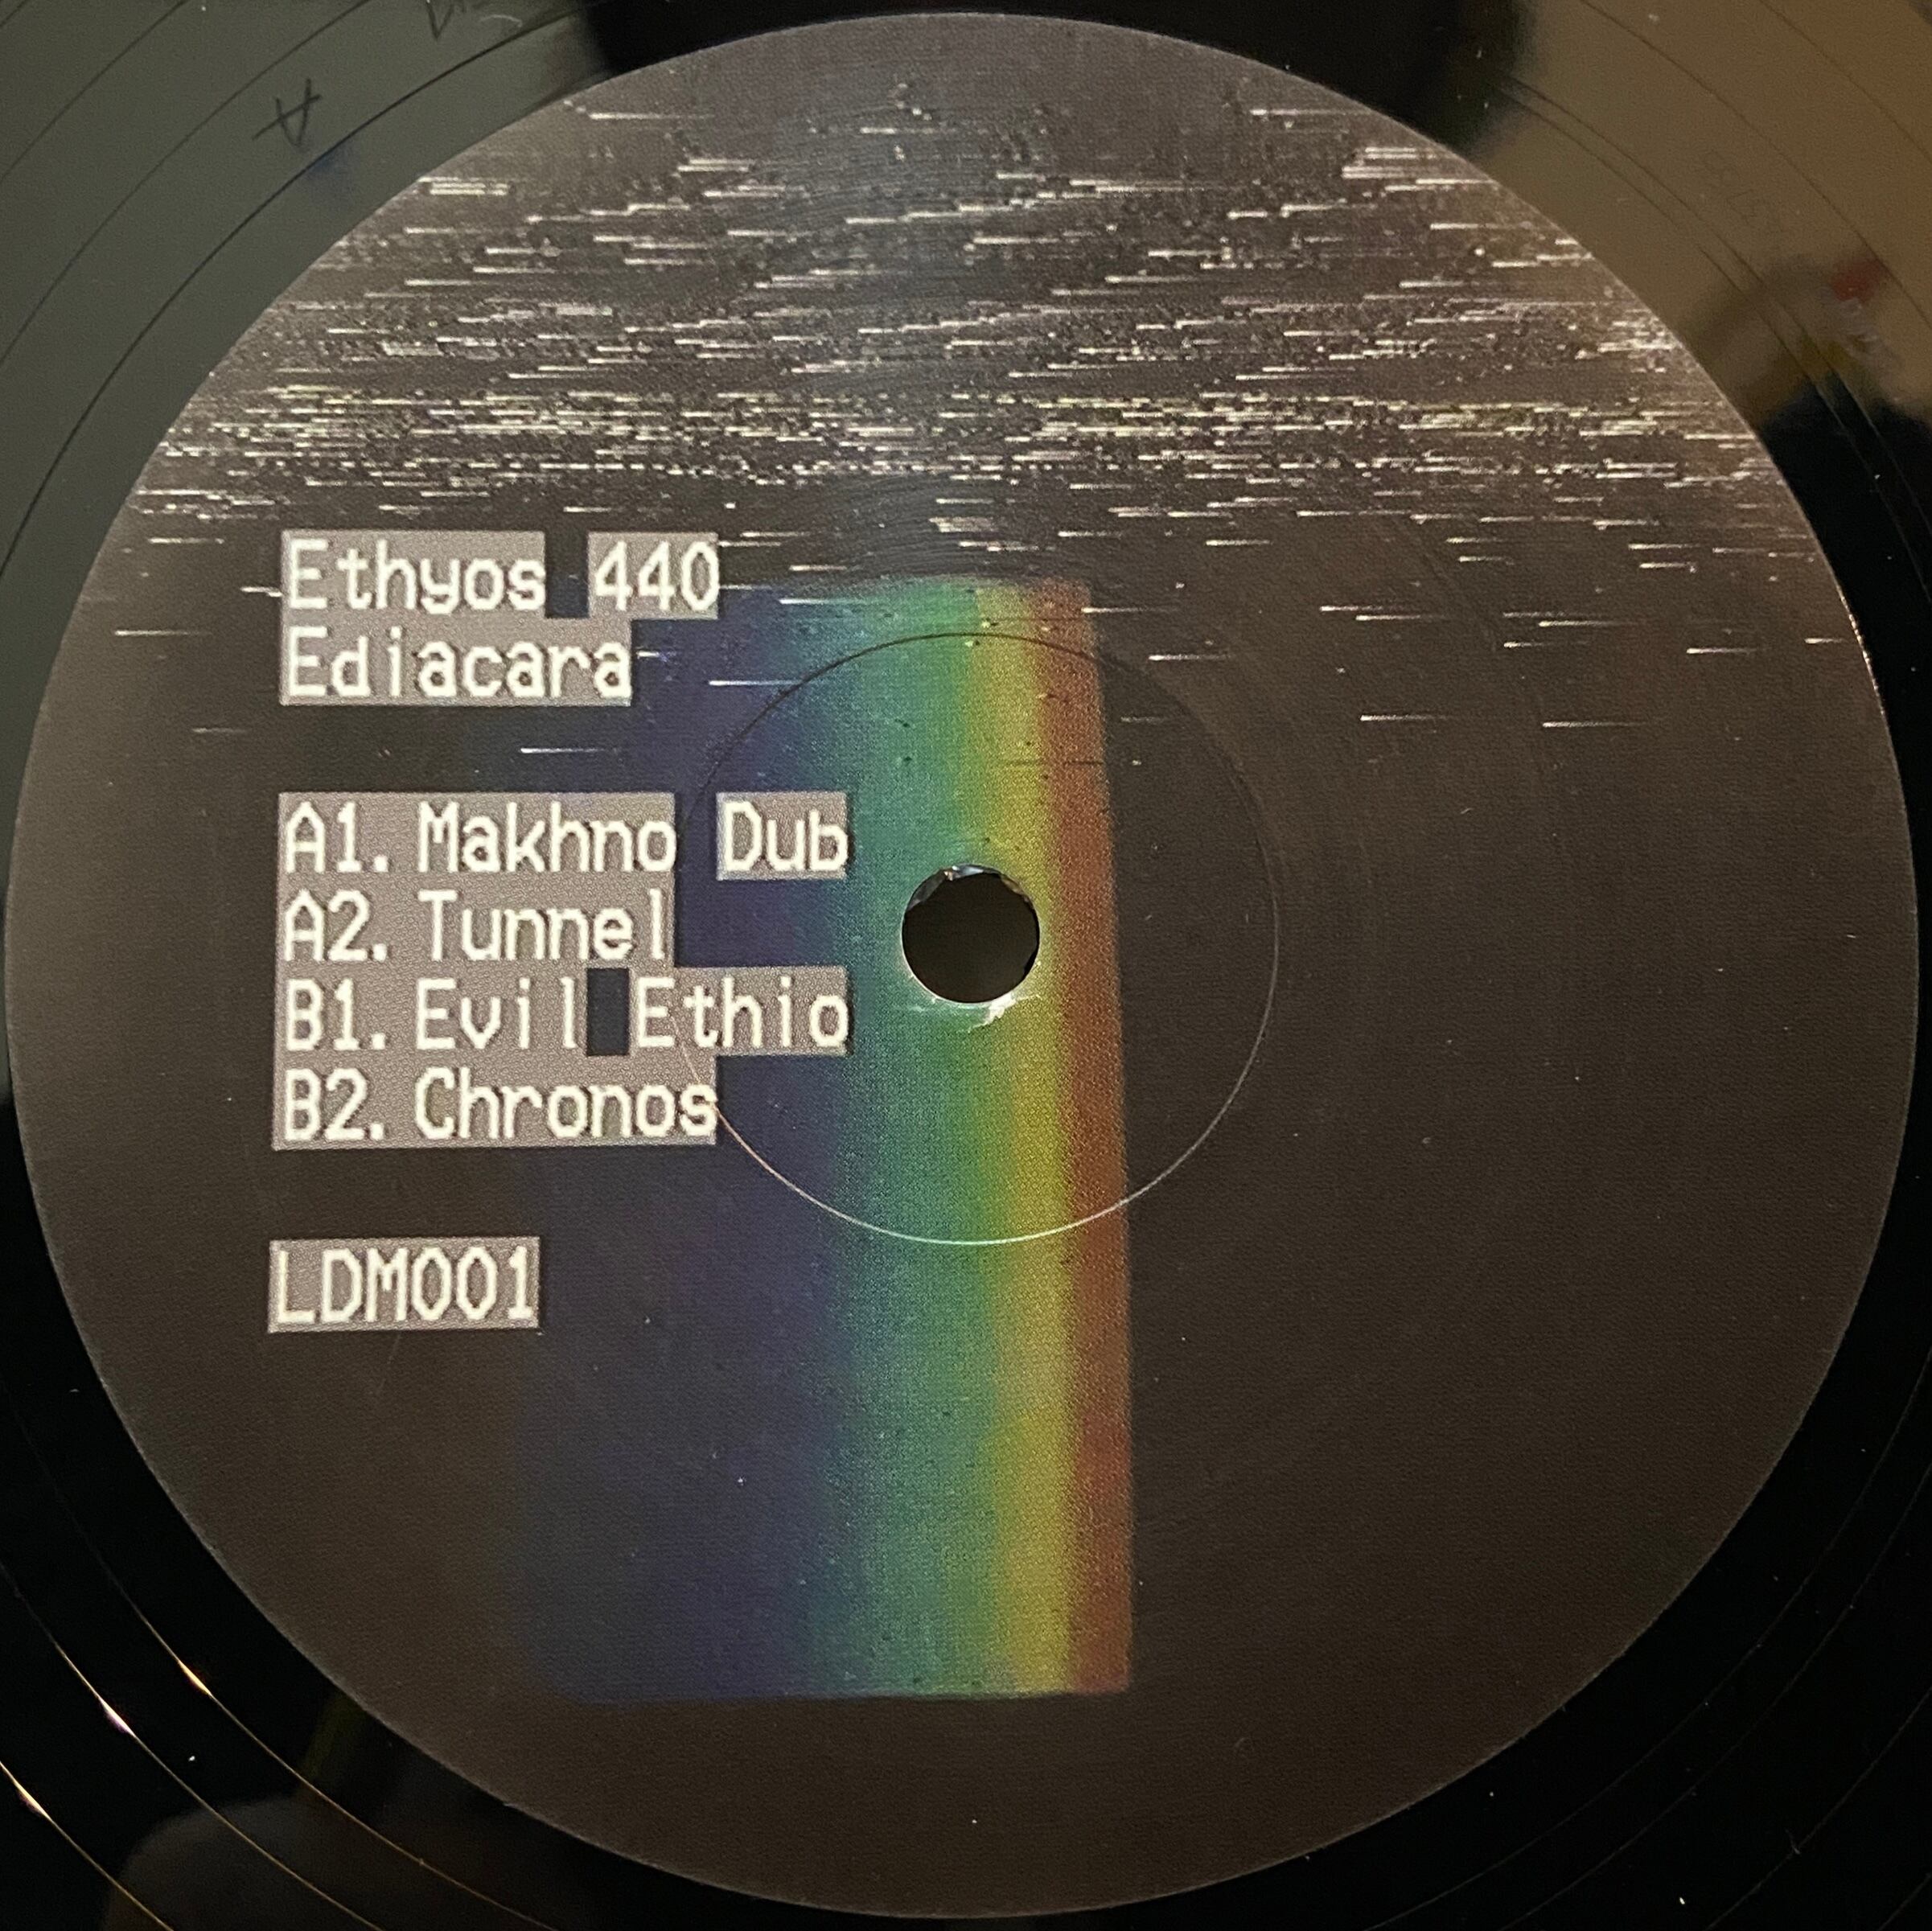 Ethyos 440
Ediacara
A1. Makhno Dub
A2. Tunnel
B1. Evil Ethio
B2. Chronos
LDM001
A